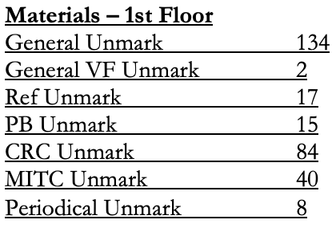 Materials – 1st Floor
General Unmark 134
General VF Unmark 2
Ref Unmark 17
PB Unmark 15
CRC Unmark 84
MITC Unmark 40
Periodical Unmark 8